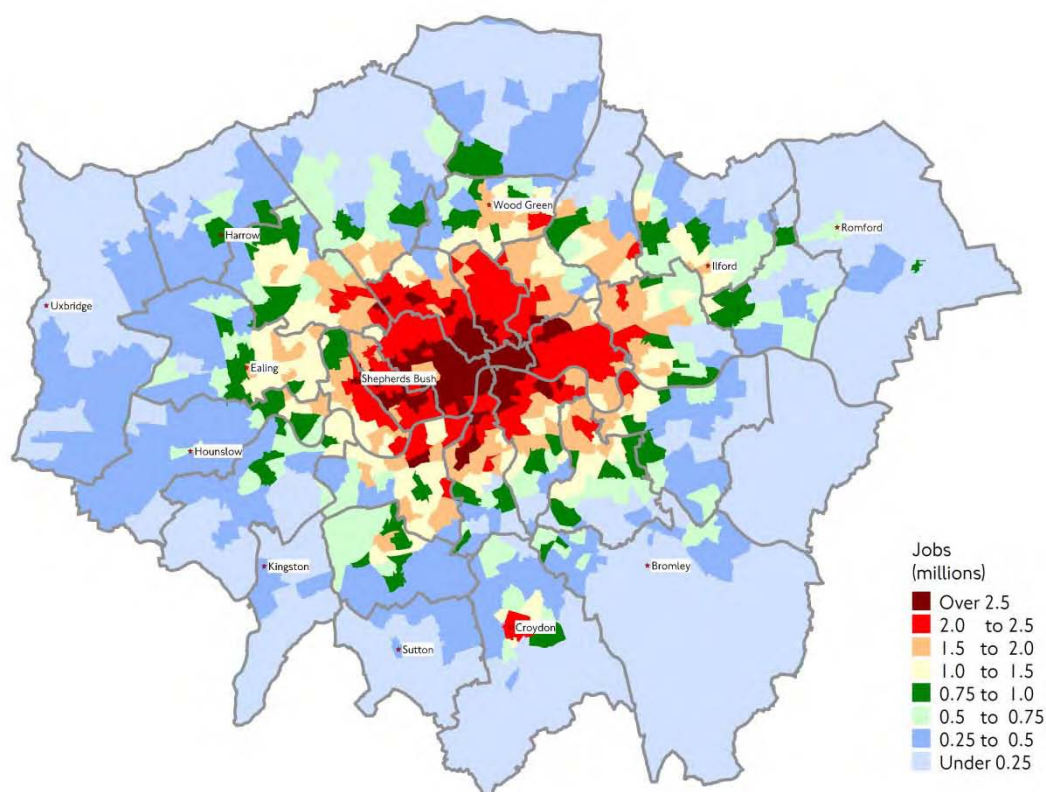 Wood Green
Romford
Harrow
Ilford
Uxbridge
Ealing
Shepherds Bush
Hounslow
Kingston
Bromley
Croydon
Sutton
Jobs
(millions)
Over 2.5
2.0 to 2.5
1.5 to 2.0
1.0 to 1.5
0.75 to 1.0
0.5 to 0.75
0.25 to 0.5
Under 0.25